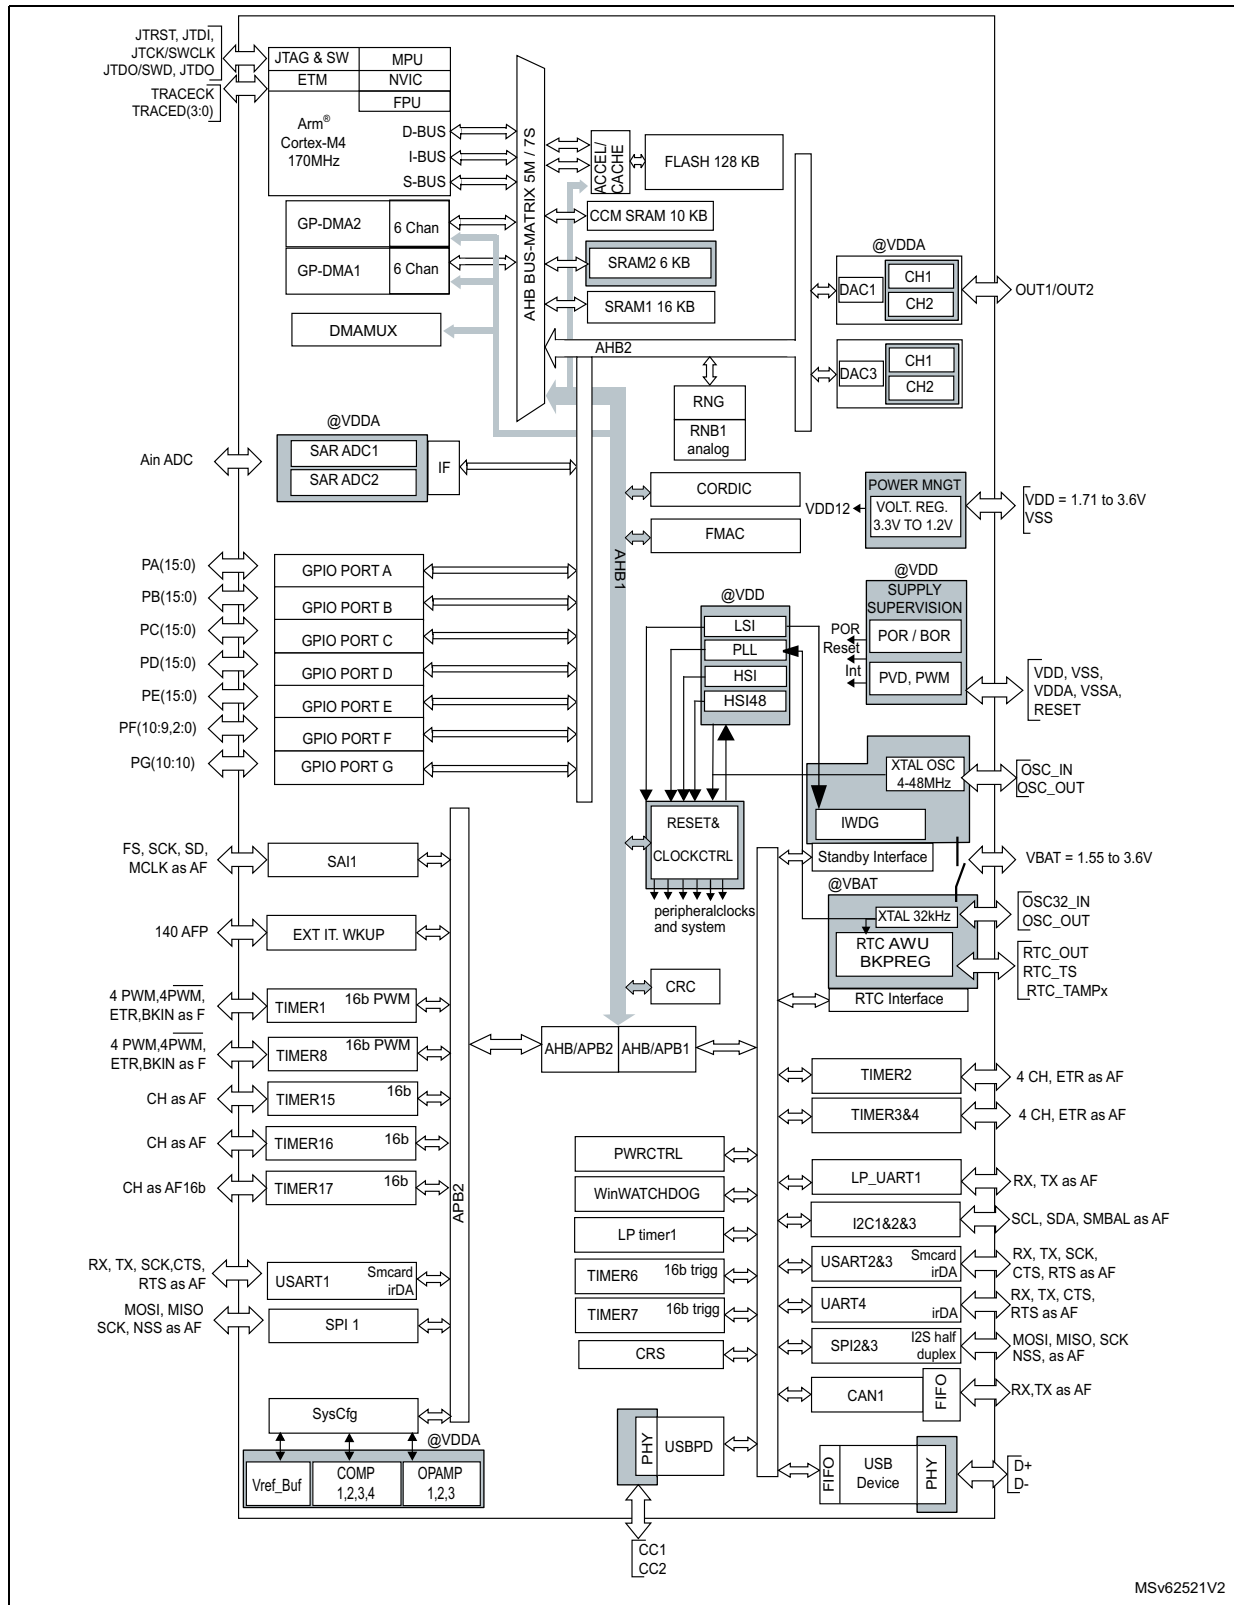 JTRST, JTDI,
JTCK/SWCLK
JTDO/SWD, JTDO
TRACECK
TRACED(3:0)
JTAG & SW
MPU
ETM
NVIC
FPU
Arm®
Cortex-M4
170MHz
D-BUS
I-BUS
S-BUS
GP-DMA2
6 Chan
GP-DMA1
6 Chan
DMAMUX
AHB BUS-MATRIX 5M / 7S
ACCEL/
CACHE
FLASH 128 KB
CCM SRAM 10 KB
SRAM2 6 KB
SRAM1 16 KB
AHB2
RNG
RNB1
analog
@VDDA
DAC1
CH1
CH2
OUT1/OUT2
DAC3
CH1
CH2
@VDDA
Ain ADC
SAR ADC1
SAR ADC2
IF
CORDIC
FMAC
AHB1
POWER MNGT
VDD12
VOLT. REG.
3.3V TO 1.2V
VDD = 1.71 to 3.6V
VSS
@VDD
SUPPLY
SUPERVISION
POR / BOR
PVD, PWM
POR
Reset
Int
VDD, VSS,
VDDA, VSSA,
RESET
PA(15:0)
GPIO PORT A
PB(15:0)
GPIO PORT B
PC(15:0)
GPIO PORT C
PD(15:0)
GPIO PORT D
PE(15:0)
GPIO PORT E
PF(10:9,2:0)
GPIO PORT F
PG(10:10)
GPIO PORT G
@VDD
LSI
PLL
HSI
HSI48
XTAL OSC
4-48MHz
IWDG
OSC_IN
OSC_OUT
RESET&
CLOCKCTRL
peripheralclocks
and system
Standby Interface
VBAT = 1.55 to 3.6V
@VBAT
XTAL 32kHz
RTC AWU
BKPREG
OSC32_IN
OSC_OUT
RTC_OUT
RTC_TS
RTC_TAMPx
RTC Interface
CRC
AHB/APB2
AHB/APB1
FS, SCK, SD,
MCLK as AF
SAI1
140 AFP
EXT IT. WKUP
4 PWM,4PWM,
ETR,BKIN as F
TIMER1
16b PWM
4 PWM,4PWM,
ETR,BKIN as F
TIMER8
16b PWM
CH as AF
TIMER15
16b
CH as AF
TIMER16
16b
CH as AF16b
TIMER17
16b
APB2
RX, TX, SCK,CTS,
RTS as AF
USART1
Smcard
irDA
MOSI, MISO
SCK, NSS as AF
SPI 1
SysCfg
@VDDA
Vref_Buf
COMP
1,2,3,4
OPAMP
1,2,3
PWRCTRL
WinWATCHDOG
LP timer1
TIMER6
16b trigg
TIMER7
16b trigg
CRS
PHY
USBPD
CC1
CC2
TIMER2
4 CH, ETR as AF
TIMER3&4
4 CH, ETR as AF
LP_UART1
RX, TX as AF
I2C1&2&3
SCL, SDA, SMBAL as AF
USART2&3
Smcard
irDA
RX, TX, SCK,
CTS, RTS as AF
UART4
irDA
RX, TX, CTS,
RTS as AF
SPI2&3
I2S half
duplex
MOSI, MISO, SCK
NSS, as AF
CAN1
FIFO
RX,TX as AF
FIFO
USB
Device
PHY
D+
D-
MSv62521V2